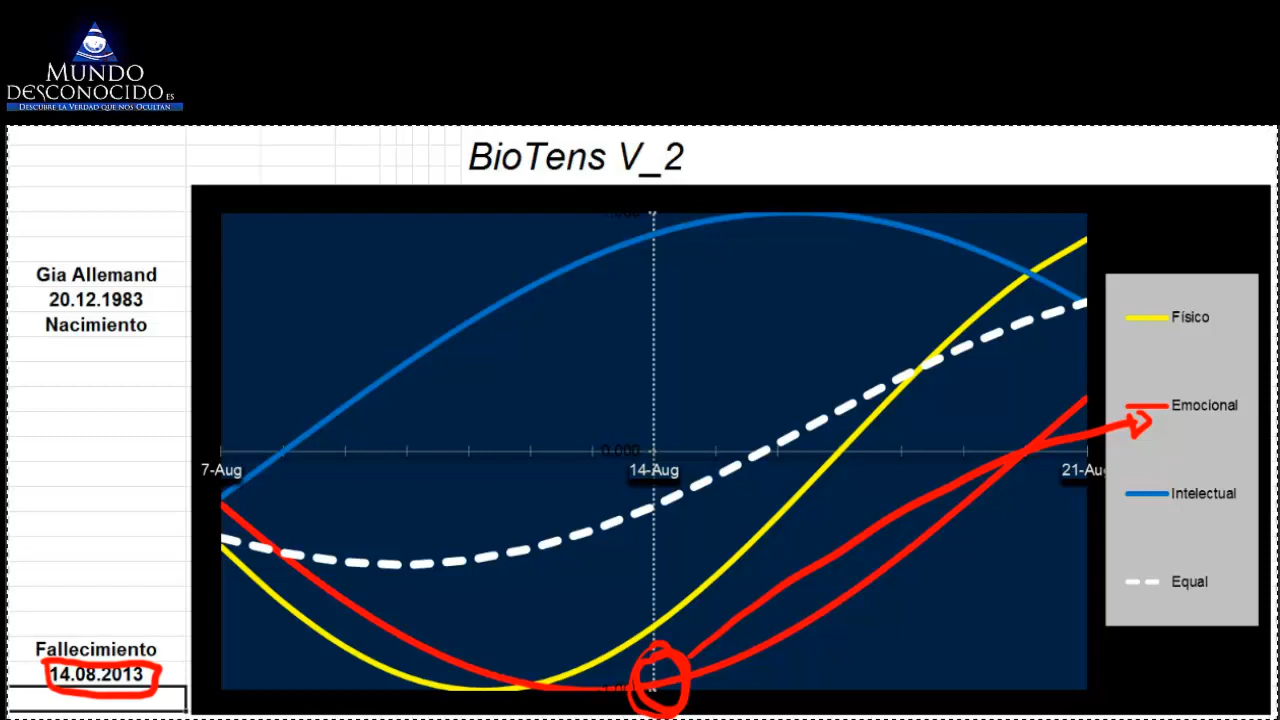 MUNDO
DESCONOCIDO.ES
DESCUBRE LA VERDAD QUE NOS OCULTAN
BioTens V_2
Gia Allemand
20.12.1983
Nacimiento
Físico
Emocional
0.000
7-Aug
14-Aug
21-Aug
Intelectual
Equal
Fallecimiento
14.08.2013